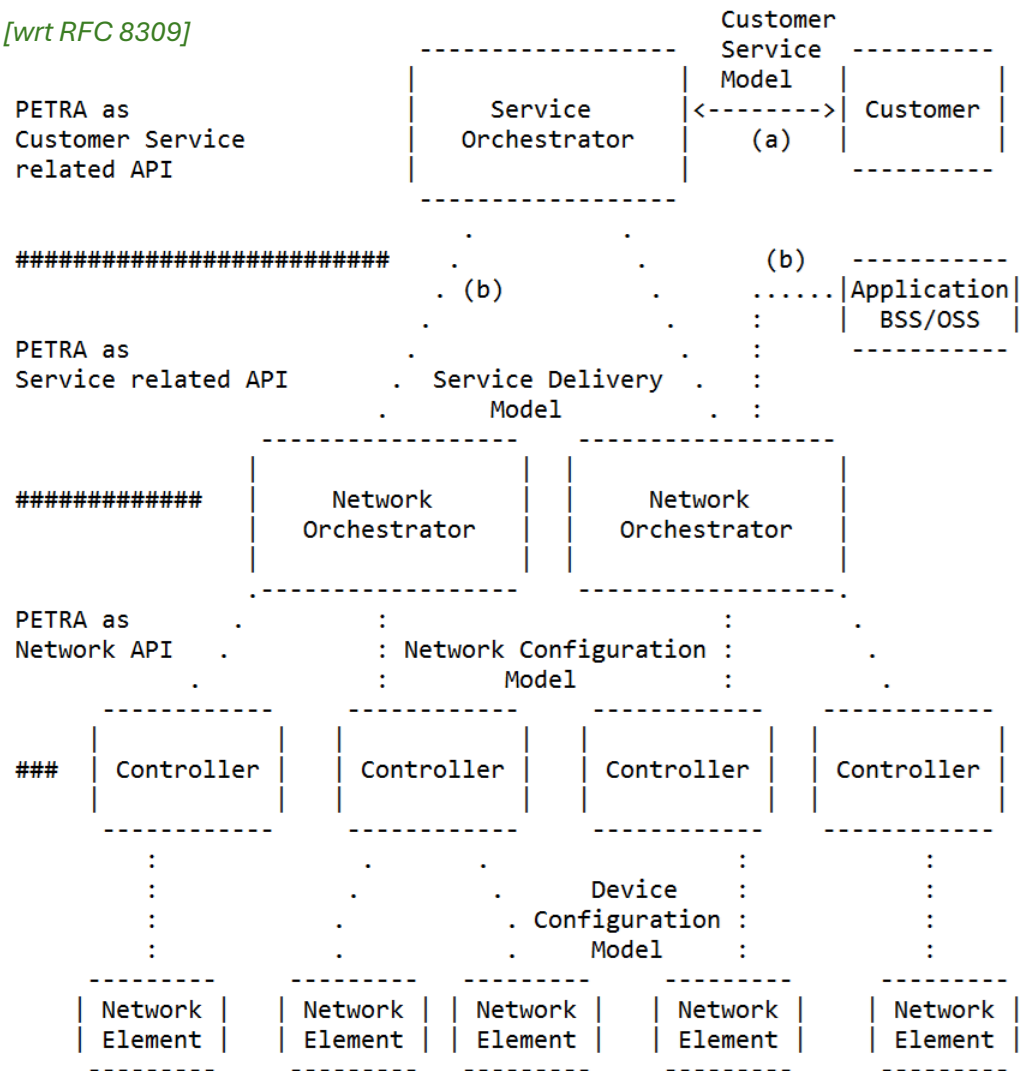 [wrt RFC 8309]
Customer
Service
Model
PETRA as
Customer Service
related API
Service
Orchestrator
<-------->
(a)
Customer
##########################
(b)
(b)
Application
BSS/OSS
PETRA as
Service related API
Service Delivery
Model
#############
Network
Orchestrator
Network
Orchestrator
PETRA as
Network API
Network Configuration
Model
###
Controller
Controller
Controller
Controller
Device
Configuration
Model
Network
Element
Network
Element
Network
Element
Network
Element
Network
Element